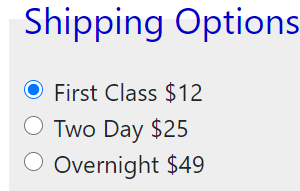 Shipping Options
First Class $12
Two Day $25
Overnight $49